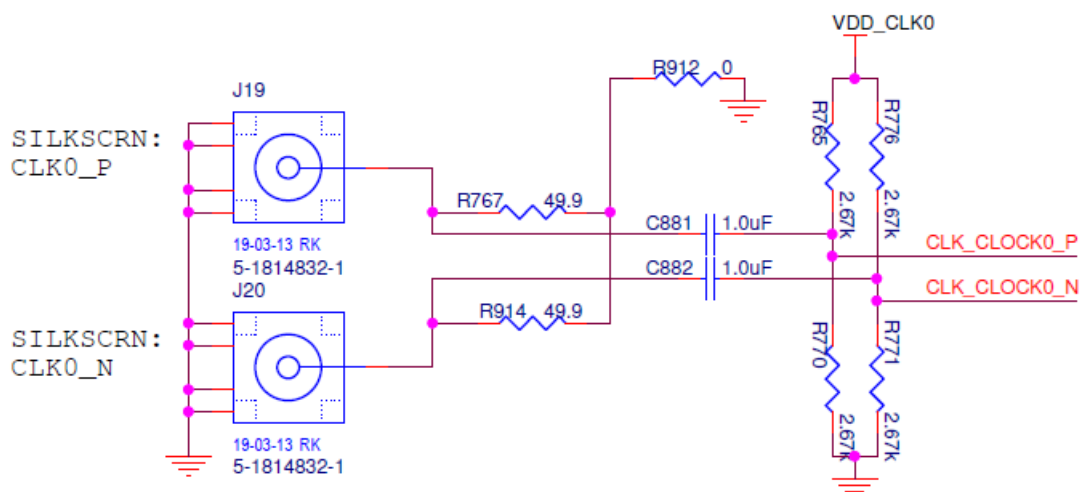 VDD_CLK0
R912 0
J19
SILKSCRN:
CLK0_P
R765
R776
R767 49.9
2.67k
2.67k
C881 1.0uF
19-03-13 RK
5-1814832-1
CLK_CLOCK0_P
C882 1.0uF
J20
CLK_CLOCK0_N
R914 49.9
SILKSCRN:
CLK0_N
R770
R771
2.67k
2.67k
19-03-13 RK
5-1814832-1